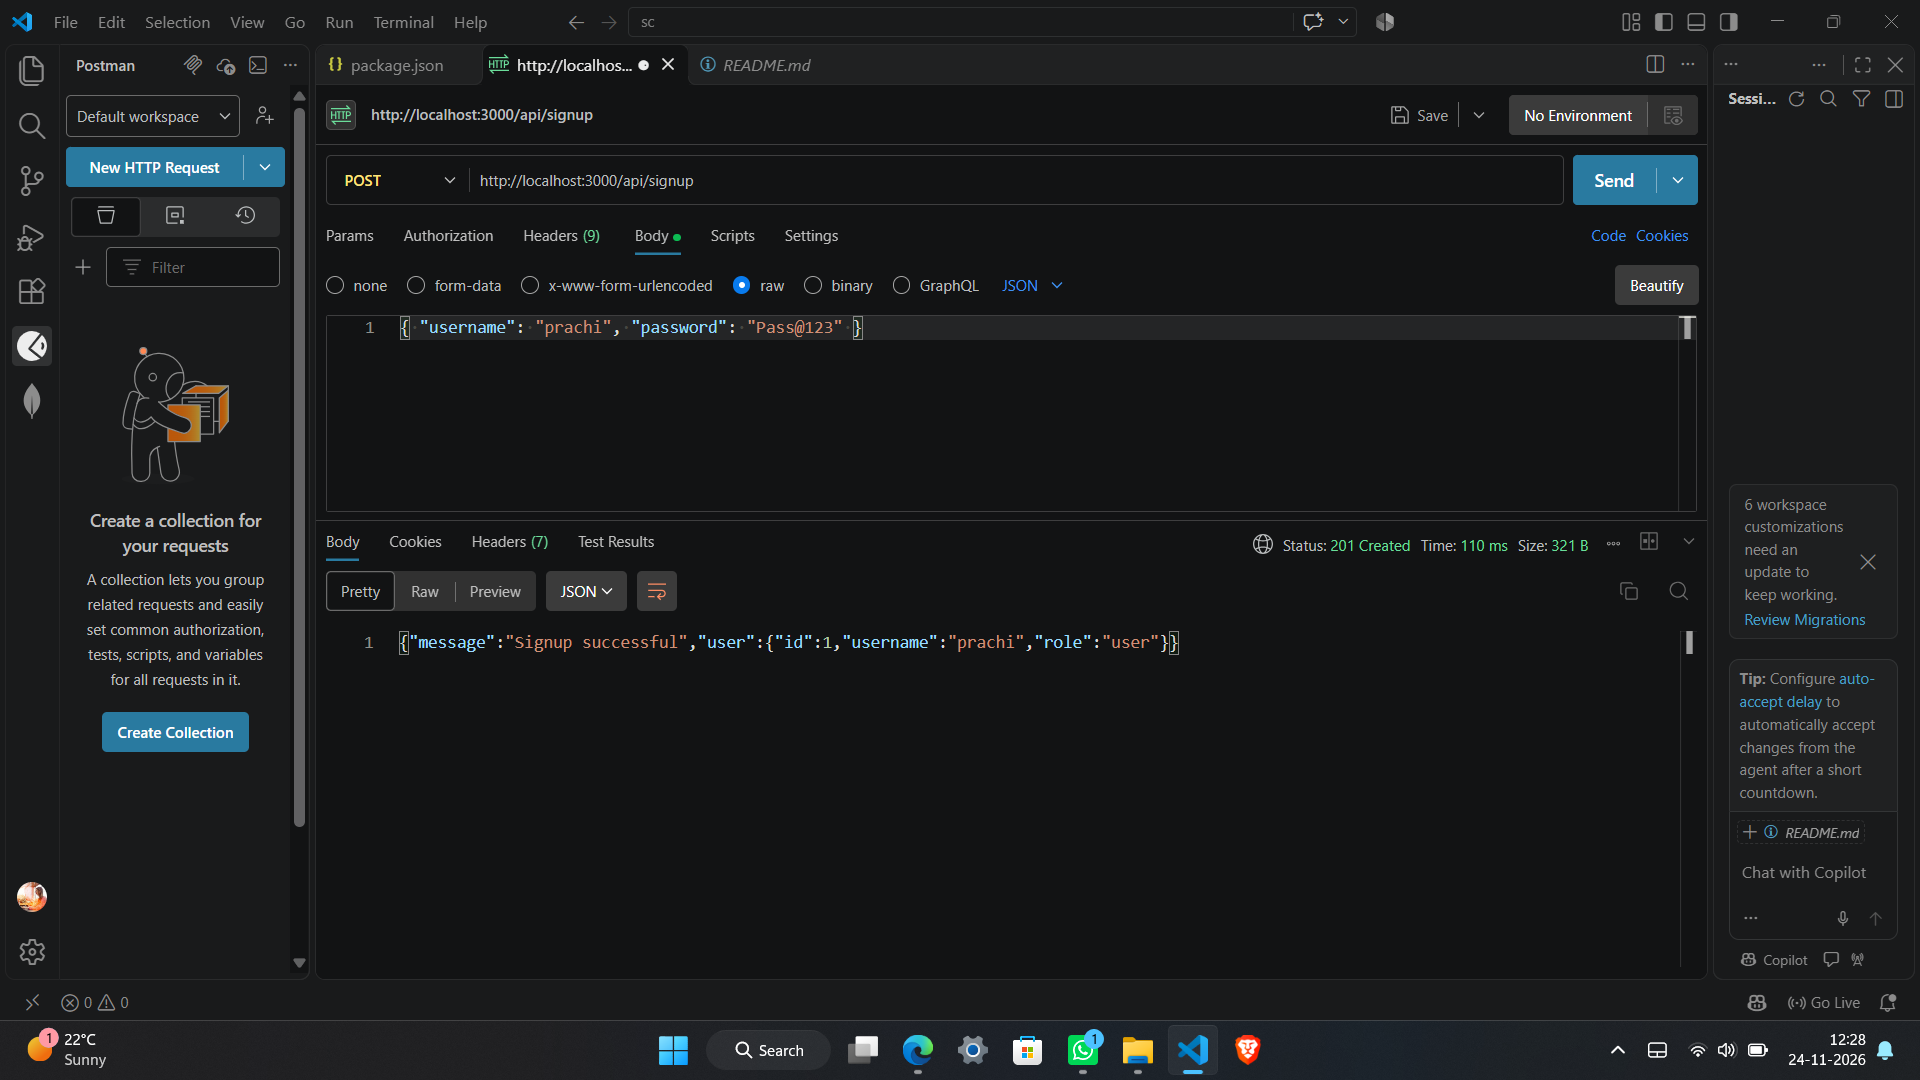 File Edit Selection View Go Run Terminal Help
sc
Postman
Default workspace
New HTTP Request
Filter
Create a collection for
your requests
A collection lets you group
related requests and easily
set common authorization,
tests, scripts, and variables
for all requests in it.
Create Collection
{} package.json
HTTP http://localhos...
README.md
HTTP http://localhost:3000/api/signup
Save
No Environment
POST http://localhost:3000/api/signup
Send
Params Authorization Headers (9) Body Scripts Settings
Code Cookies
none form-data x-www-form-urlencoded raw binary GraphQL JSON
Beautify
1 { "username": "prachi", "password": "Pass@123" }
Body Cookies Headers (7) Test Results
Status: 201 Created Time: 110 ms Size: 321 B
Pretty Raw Preview JSON
1 {"message":"Signup successful","user":{"id":1,"username":"prachi","role":"user"}}
Sessi...
6 workspace
customizations
need an
update to
keep working.
Review Migrations
Tip: Configure auto-
accept delay to
automatically accept
changes from the
agent after a short
countdown.
README.md
Chat with Copilot
Copilot
0 0
Go Live
1
22°C
Sunny
Search
1
12:28
24-11-2026